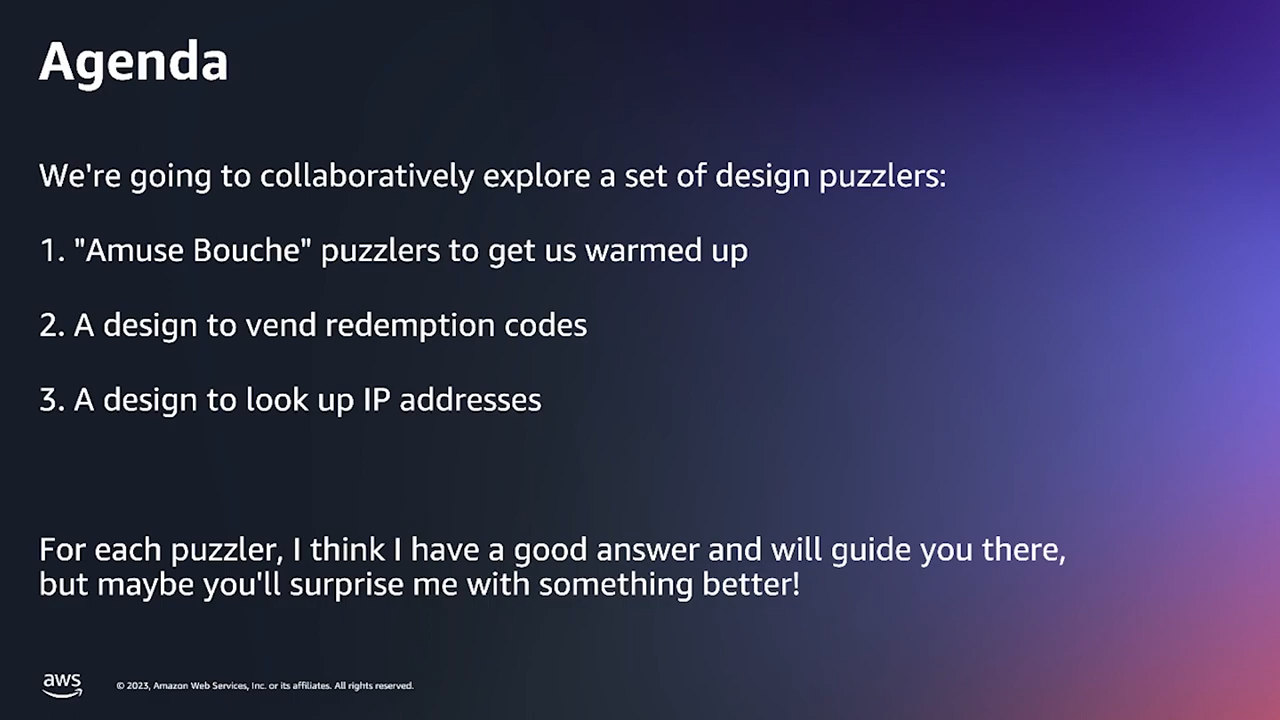 Agenda
We're going to collaboratively explore a set of design puzzlers:
1. "Amuse Bouche" puzzlers to get us warmed up
2. A design to vend redemption codes
3. A design to look up IP addresses
For each puzzler, I think I have a good answer and will guide you there,
but maybe you'll surprise me with something better!
aws
© 2023, Amazon Web Services, Inc. or its affiliates. All rights reserved.